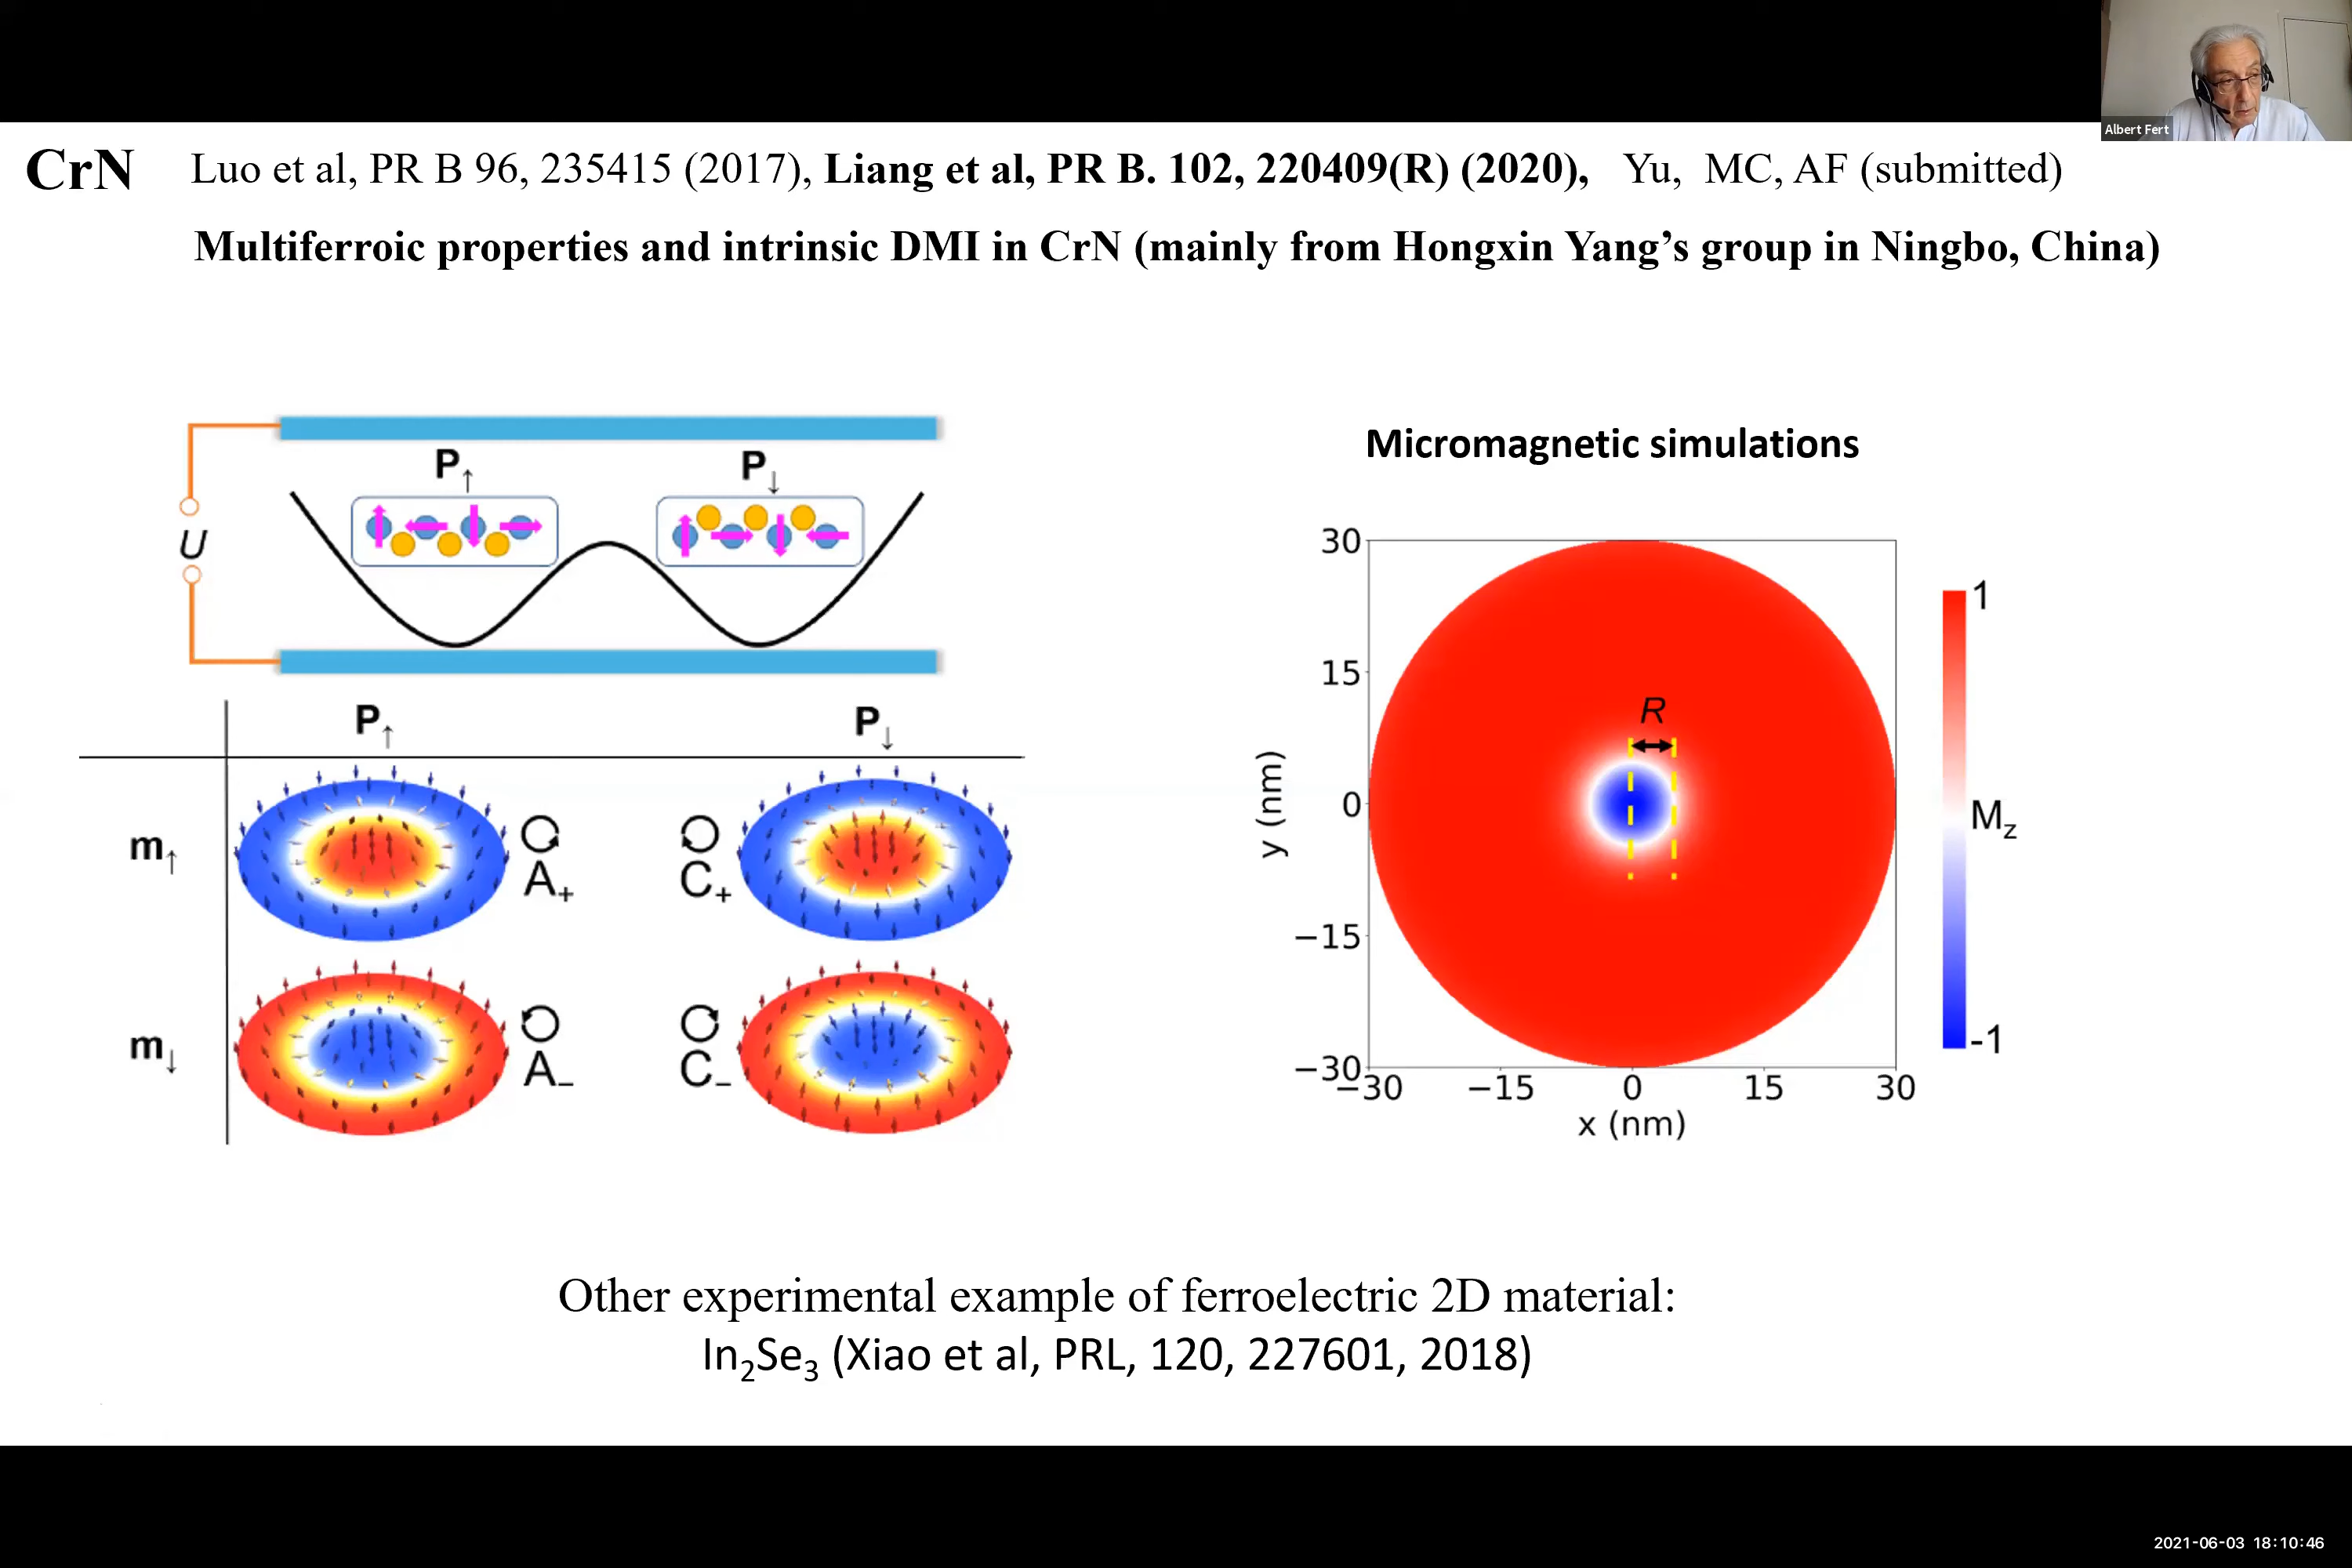 Albert Fert
CrN Luo et al, PR B 96, 235415 (2017), Liang et al, PR B. 102, 220409(R) (2020), Yu, MC, AF (submitted)
Multiferroic properties and intrinsic DMI in CrN (mainly from Hongxin Yang’s group in Ningbo, China)
P↑ P↓
U
P↑ P↓
m↑
A₊ C₊
m↓
A₋ C₋
Micromagnetic simulations
30
15
0
−15
−30
y (nm)
R
−30 −15 0 15 30
x (nm)
1
Mz
-1
Other experimental example of ferroelectric 2D material:
In₂Se₃ (Xiao et al, PRL, 120, 227601, 2018)
2021-06-03 18:10:46